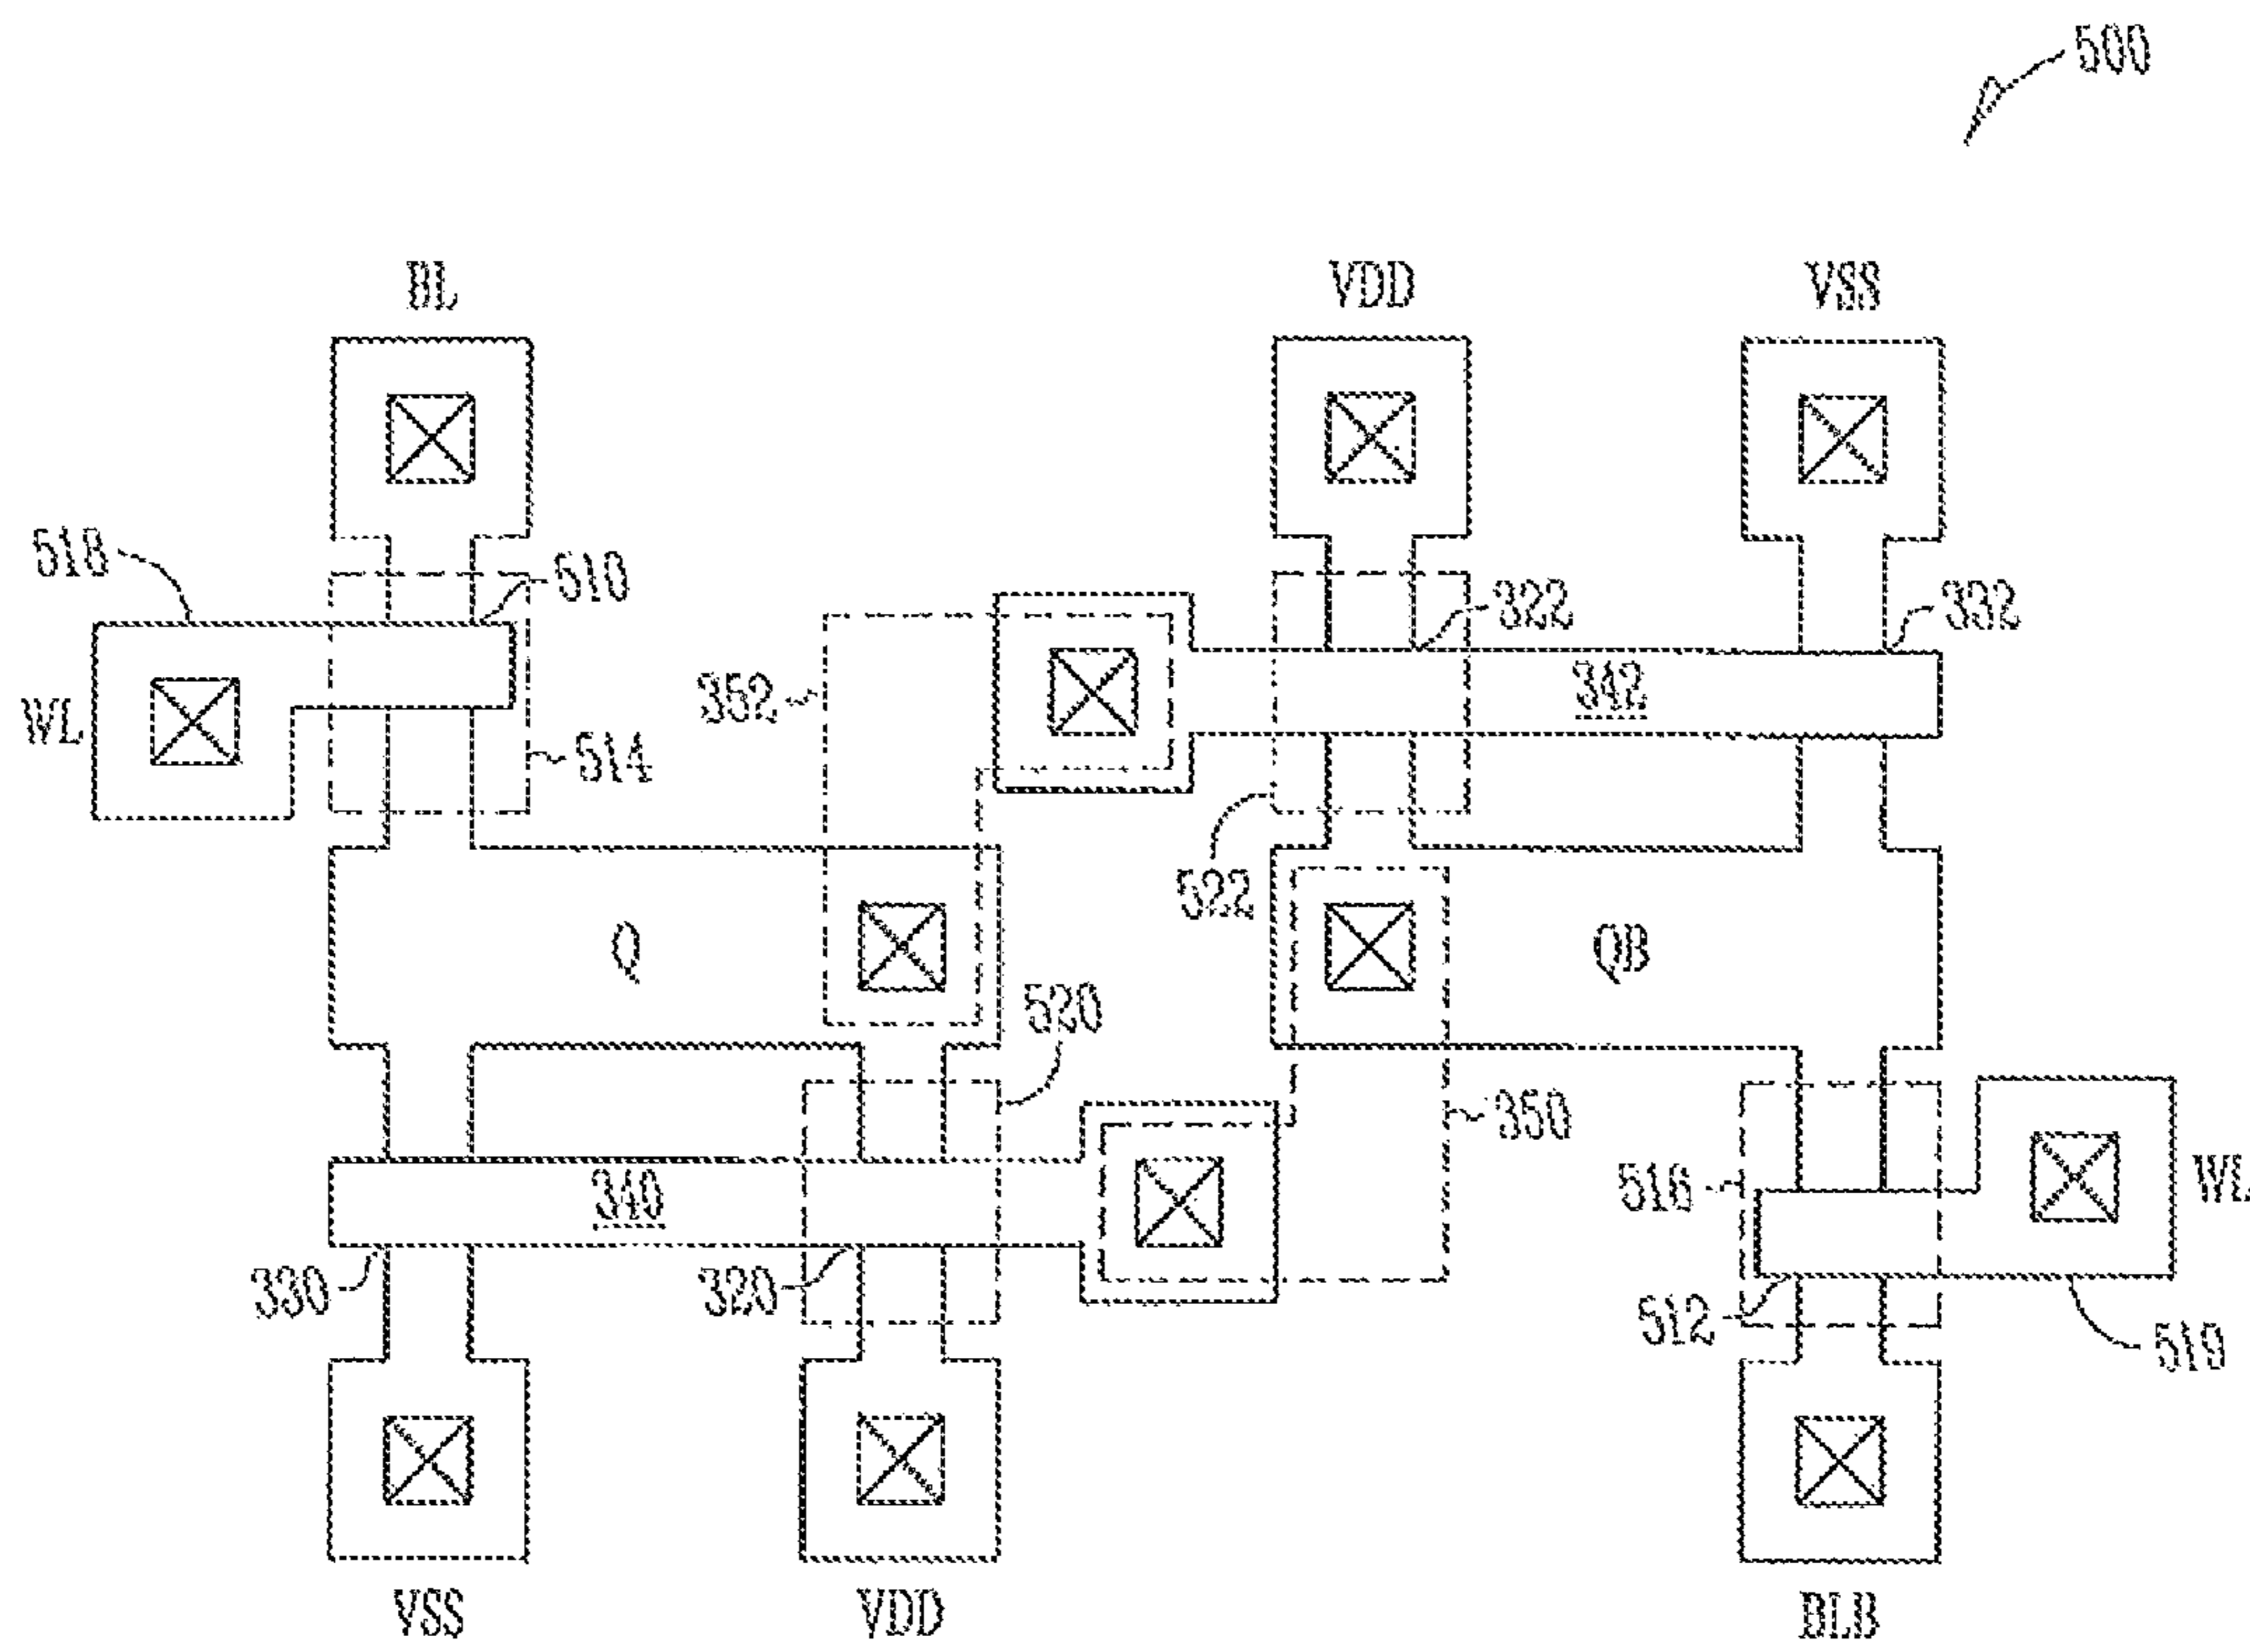 500
BL VDD VSS
518 510 322 332
352 342
WL 514
522
Q QB
520
350
340 516 WL
330 320 512
519
VSS VDD BLB